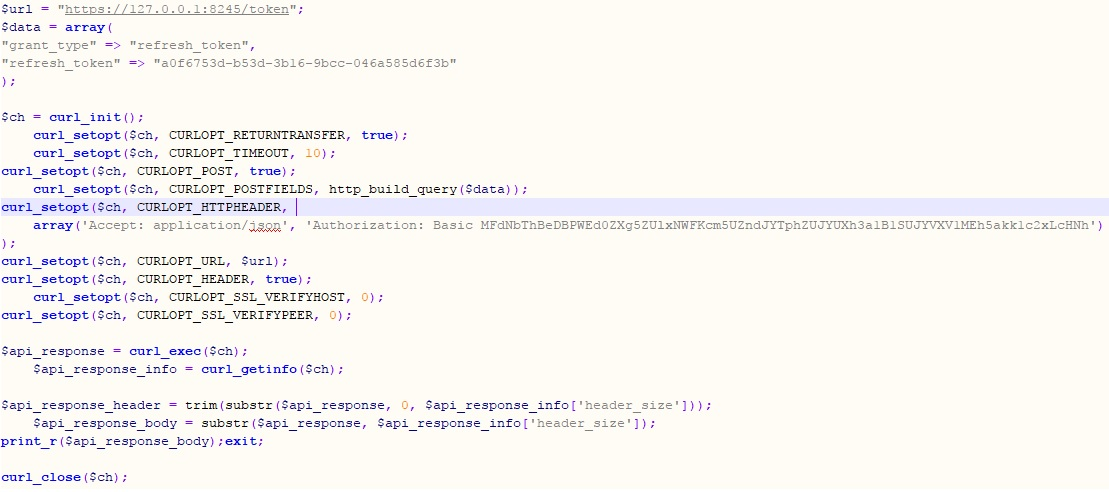 $url = "https://127.0.0.1:8245/token";
$data = array(
"grant_type" => "refresh_token",
"refresh_token" => "a0f6753d-b53d-3b16-9bcc-046a585d6f3b"
);
$ch = curl_init();
curl_setopt($ch, CURLOPT_RETURNTRANSFER, true);
curl_setopt($ch, CURLOPT_TIMEOUT, 10);
curl_setopt($ch, CURLOPT_POST, true);
curl_setopt($ch, CURLOPT_POSTFIELDS, http_build_query($data));
curl_setopt($ch, CURLOPT_HTTPHEADER,
array('Accept: application/json', 'Authorization: Basic MFdNbThBeDBPWEd0ZXg5ZUlxNWFKcm5UZndJYTphZUJYUXh3a1BlSUJYVXVlMEh5akk1c2xLcHNh')
);
curl_setopt($ch, CURLOPT_URL, $url);
curl_setopt($ch, CURLOPT_HEADER, true);
curl_setopt($ch, CURLOPT_SSL_VERIFYHOST, 0);
curl_setopt($ch, CURLOPT_SSL_VERIFYPEER, 0);
$api_response = curl_exec($ch);
$api_response_info = curl_getinfo($ch);
$api_response_header = trim(substr($api_response, 0, $api_response_info['header_size']));
$api_response_body = substr($api_response, $api_response_info['header_size']);
print_r($api_response_body);exit;
curl_close($ch);